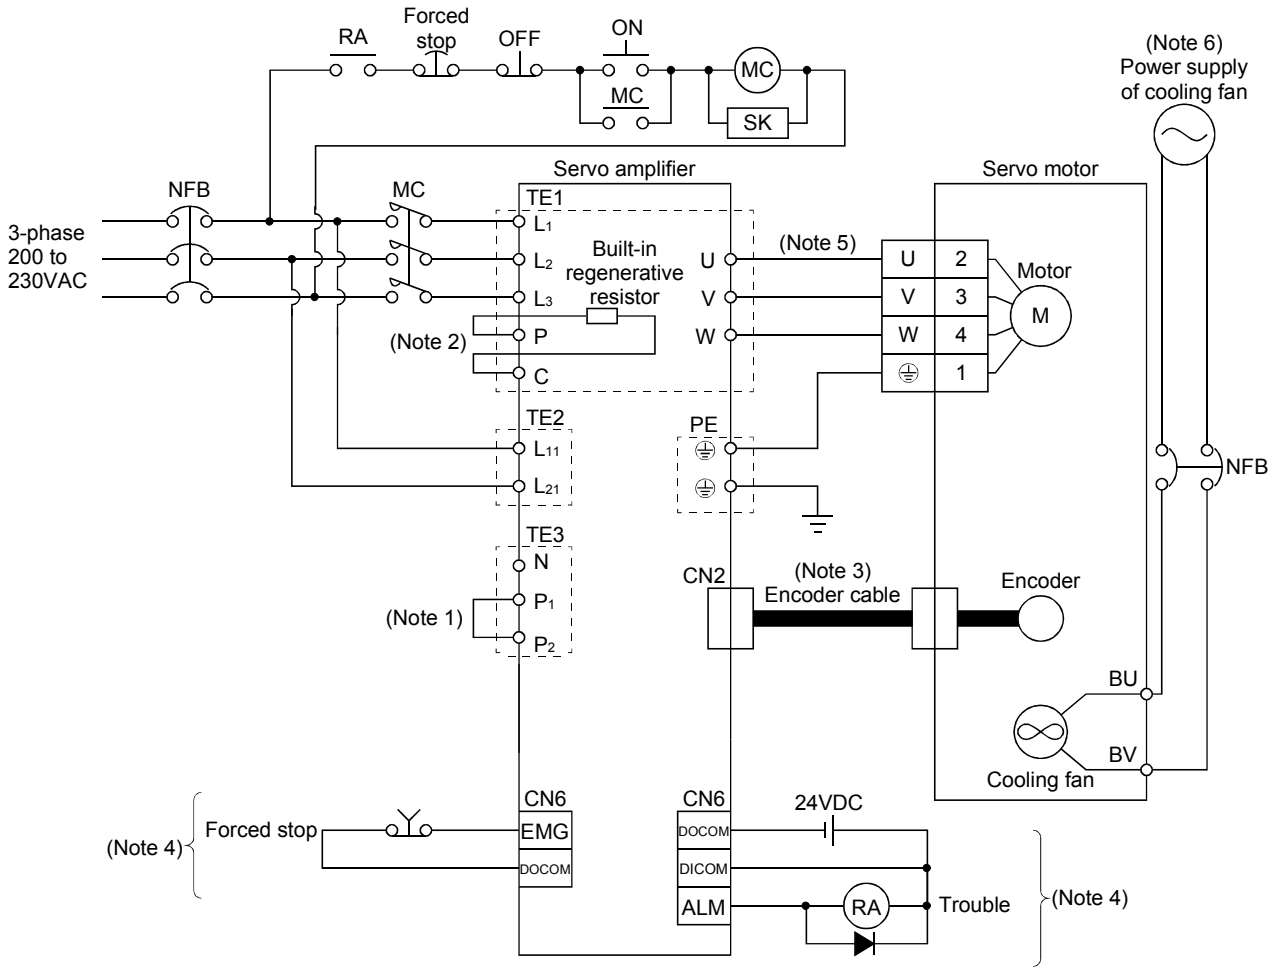 Forced
stop
RA
OFF
ON
MC
MC
SK
(Note 6)
Power supply
of cooling fan
Servo amplifier
Servo motor
NFB
MC
TE1
3-phase
200 to
230VAC
L1
L2
L3
Built-in
regenerative
resistor
(Note 2)
P
C
U
V
W
(Note 5)
U 2
V 3
W 4
1
Motor
M
TE2
L11
L21
PE
NFB
TE3
N
P1
P2
(Note 1)
CN2
(Note 3)
Encoder cable
Encoder
BU
BV
Cooling fan
CN6
EMG
DOCOM
Forced stop
(Note 4)
CN6
DOCOM
DICOM
ALM
24VDC
RA
Trouble
(Note 4)